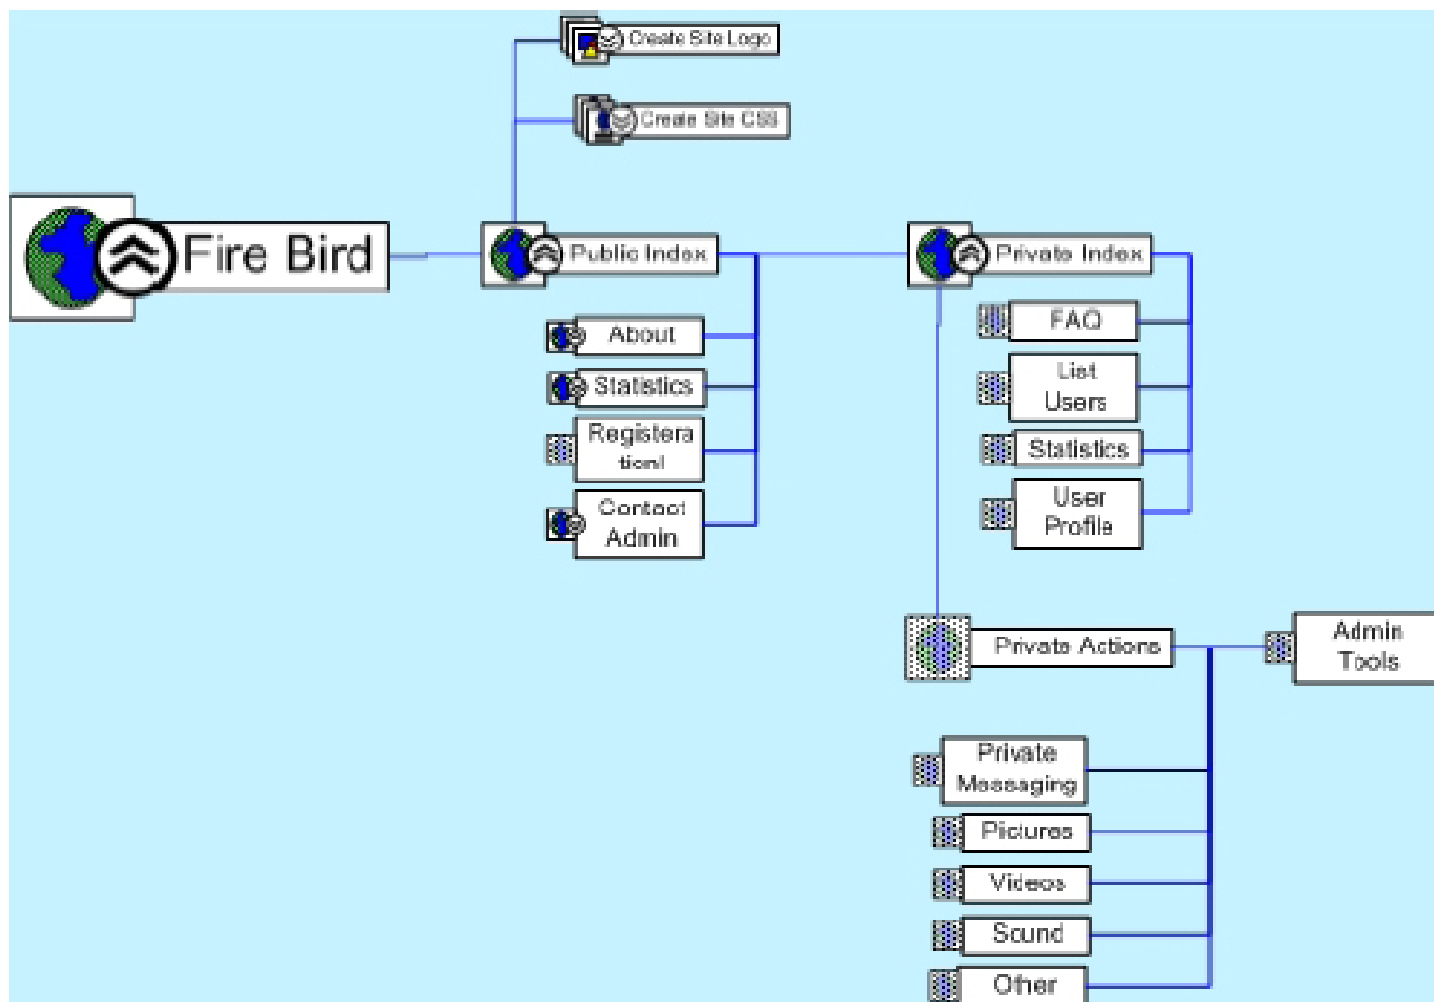 Create Site Logo
Create Site CSS
Fire Bird
Public Index
Private Index
About
Statistics
Registera
tion!
Contact
Admin
FAQ
List
Users
Statistics
User
Profile
Private Actions
Admin
Tools
Private
Messaging
Pictures
Videos
Sound
Other